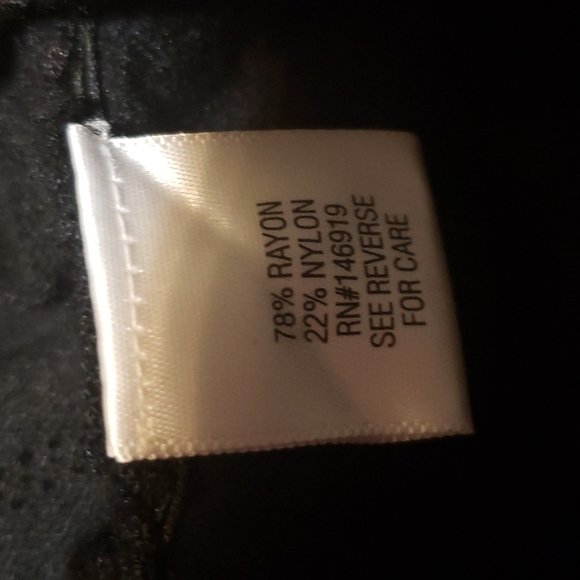 78% RAYON
22% NYLON
RN#146919
SEE REVERSE
FOR CARE